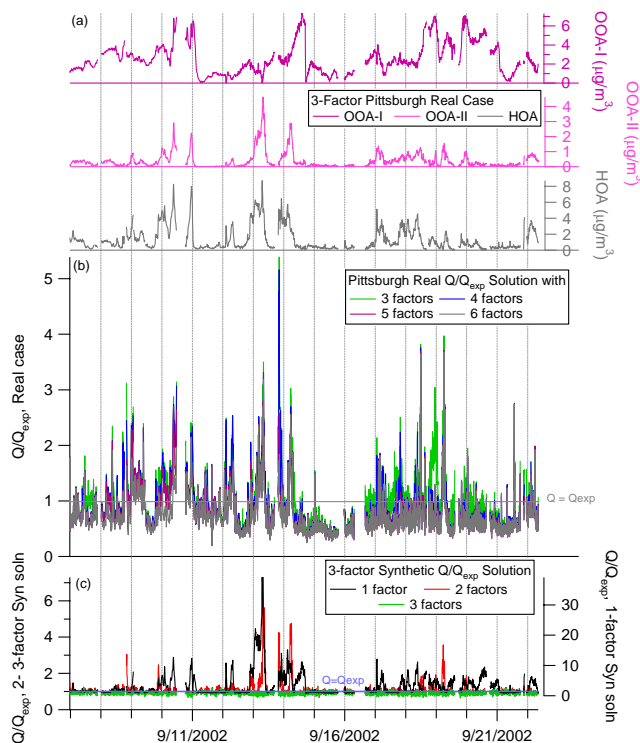 (a)
6
4
2
0
OOA-I (μg/m³)
3-Factor Pittsburgh Real Case
OOA-I OOA-II HOA
4
3
2
1
0
OOA-II (μg/m³)
8
6
4
2
0
HOA (μg/m³)
(b)
Pittsburgh Real Q/Qexp Solution with
3 factors 4 factors
5 factors 6 factors
5
4
3
2
1
0
Q/Qexp, Real case
Q = Qexp
(c)
3-factor Synthetic Q/Qexp Solution
1 factor 2 factors
3 factors
6
4
2
0
Q/Qexp, 2- 3-factor Syn soln
Q=Qexp
30
20
10
0
Q/Qexp, 1-factor Syn soln
9/11/2002 9/16/2002 9/21/2002